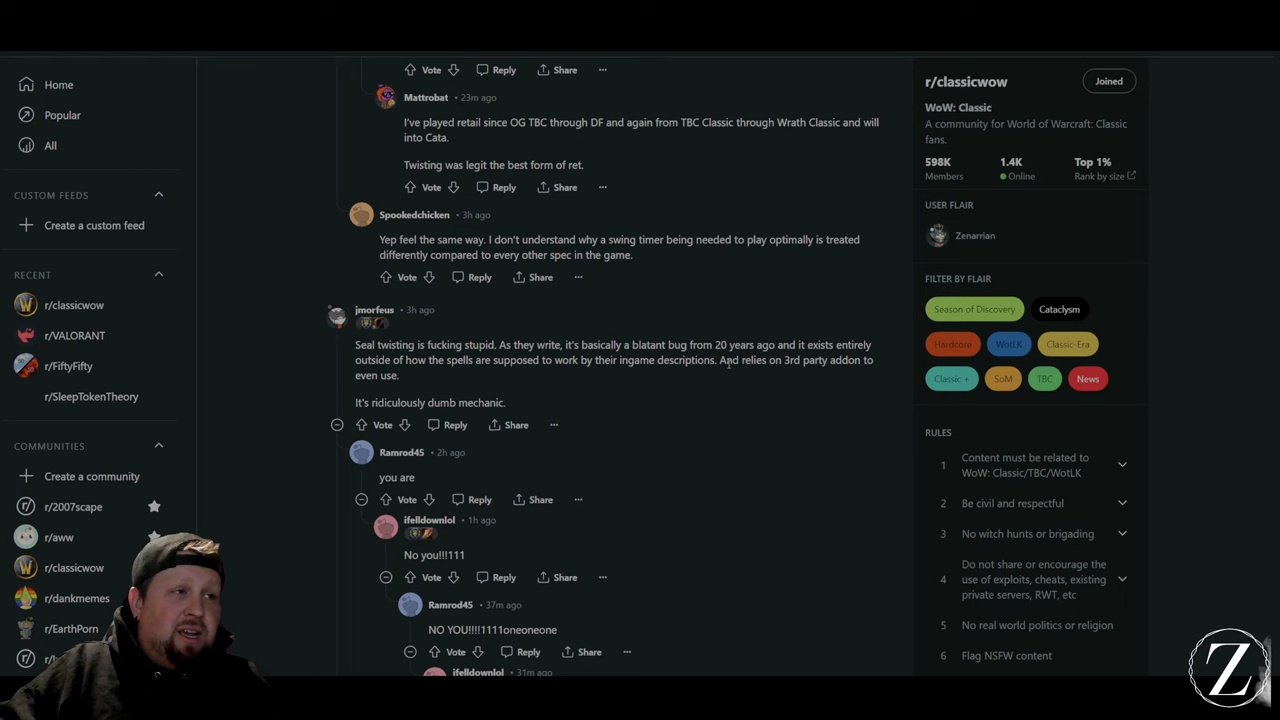 Home
Popular
All
CUSTOM FEEDS
Create a custom feed
RECENT
r/classicwow
r/VALORANT
r/FiftyFifty
r/SleepTokenTheory
COMMUNITIES
Create a community
r/2007scape
r/aww
r/classicwow
r/dankmemes
r/EarthPorn
Vote Reply Share
Mattrobat • 23m ago
I've played retail since OG TBC through DF and again from TBC Classic through Wrath Classic and will
into Cata.
Twisting was legit the best form of ret.
Vote Reply Share
Spookedchicken • 3h ago
Yep feel the same way. I don't understand why a swing timer being needed to play optimally is treated
differently compared to every other spec in the game.
Vote Reply Share
jmorfeus • 3h ago
Seal twisting is fucking stupid. As they write, it's basically a blatant bug from 20 years ago and it exists entirely
outside of how the spells are supposed to work by their ingame descriptions. And relies on 3rd party addon to
even use.
It's ridiculously dumb mechanic.
Vote Reply Share
Ramrod45 • 2h ago
you are
Vote Reply Share
ifelldownlol • 1h ago
No you!!!111
Vote Reply Share
Ramrod45 • 37m ago
NO YOU!!!!1111oneoneone
Vote Reply Share
ifelldownlol • 31m ago
r/classicwow
Joined
WoW: Classic
A community for World of Warcraft: Classic
fans.
598K 1.4K Top 1%
Members Online Rank by size
USER FLAIR
Zenarrian
FILTER BY FLAIR
Season of Discovery Cataclysm
Hardcore WotLK Classic-Era
Classic + SoM TBC News
RULES
1 Content must be related to
WoW: Classic/TBC/WotLK
2 Be civil and respectful
3 No witch hunts or brigading
4 Do not share or encourage the
use of exploits, cheats, existing
private servers, RWT, etc
5 No real world politics or religion
6 Flag NSFW content
Z